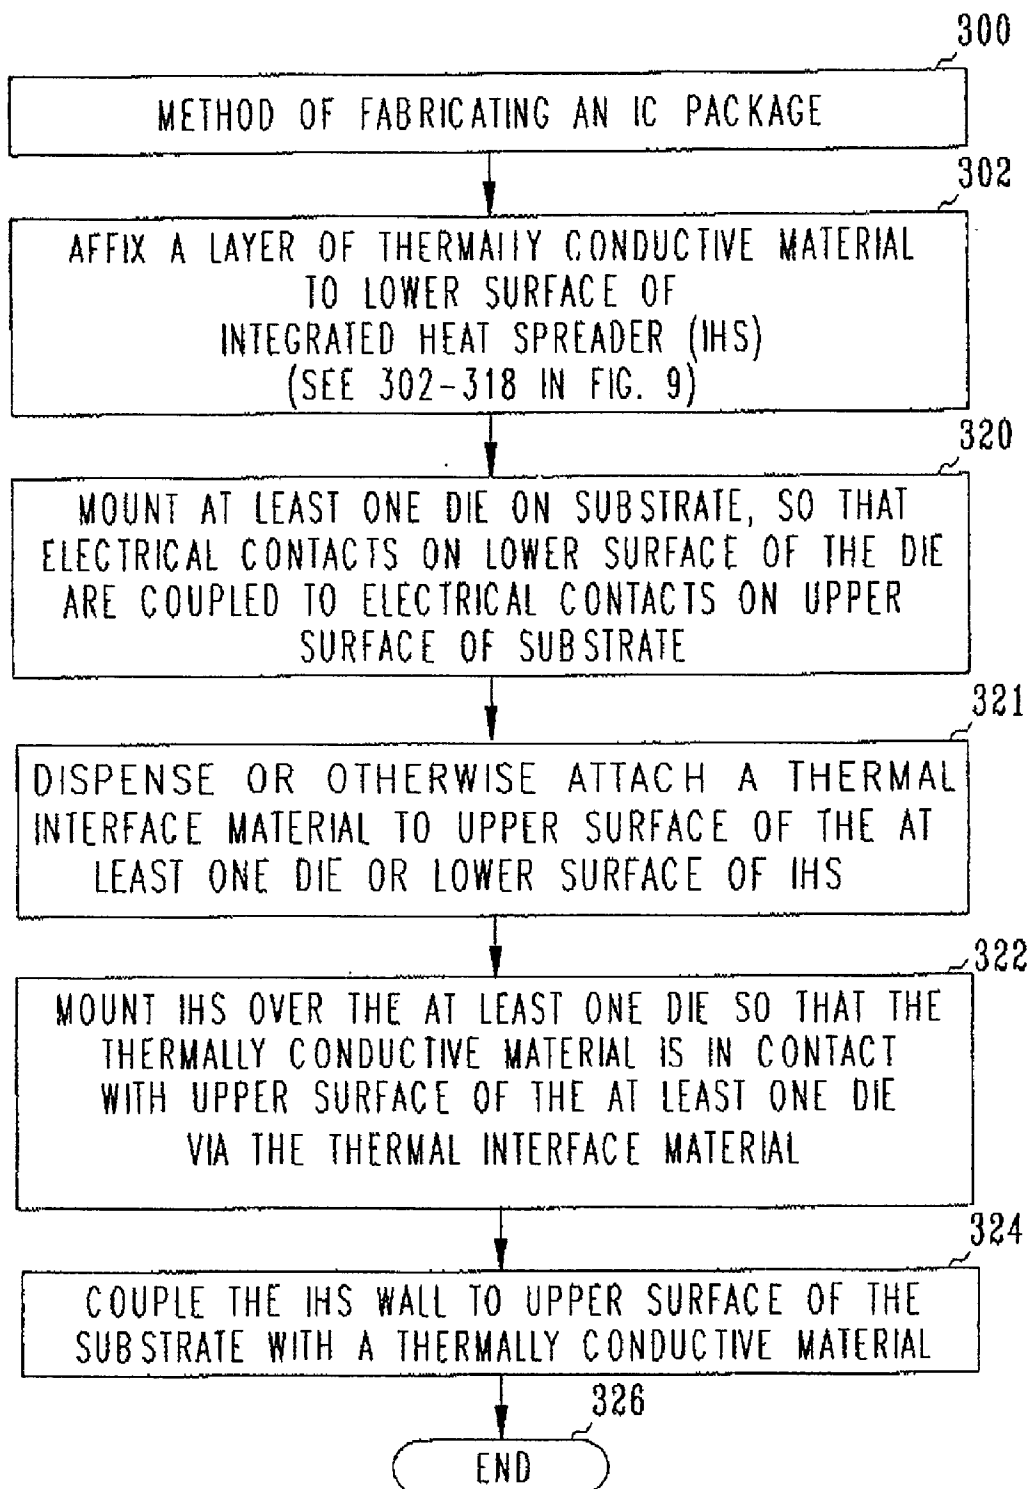 300
METHOD OF FABRICATING AN IC PACKAGE
302
AFFIX A LAYER OF THERMALLY CONDUCTIVE MATERIAL
TO LOWER SURFACE OF
INTEGRATED HEAT SPREADER (IHS)
(SEE 302-318 IN FIG. 9)
320
MOUNT AT LEAST ONE DIE ON SUBSTRATE, SO THAT
ELECTRICAL CONTACTS ON LOWER SURFACE OF THE DIE
ARE COUPLED TO ELECTRICAL CONTACTS ON UPPER
SURFACE OF SUBSTRATE
321
DISPENSE OR OTHERWISE ATTACH A THERMAL
INTERFACE MATERIAL TO UPPER SURFACE OF THE AT
LEAST ONE DIE OR LOWER SURFACE OF IHS
322
MOUNT IHS OVER THE AT LEAST ONE DIE SO THAT THE
THERMALLY CONDUCTIVE MATERIAL IS IN CONTACT
WITH UPPER SURFACE OF THE AT LEAST ONE DIE
VIA THE THERMAL INTERFACE MATERIAL
324
COUPLE THE IHS WALL TO UPPER SURFACE OF THE
SUBSTRATE WITH A THERMALLY CONDUCTIVE MATERIAL
326
END